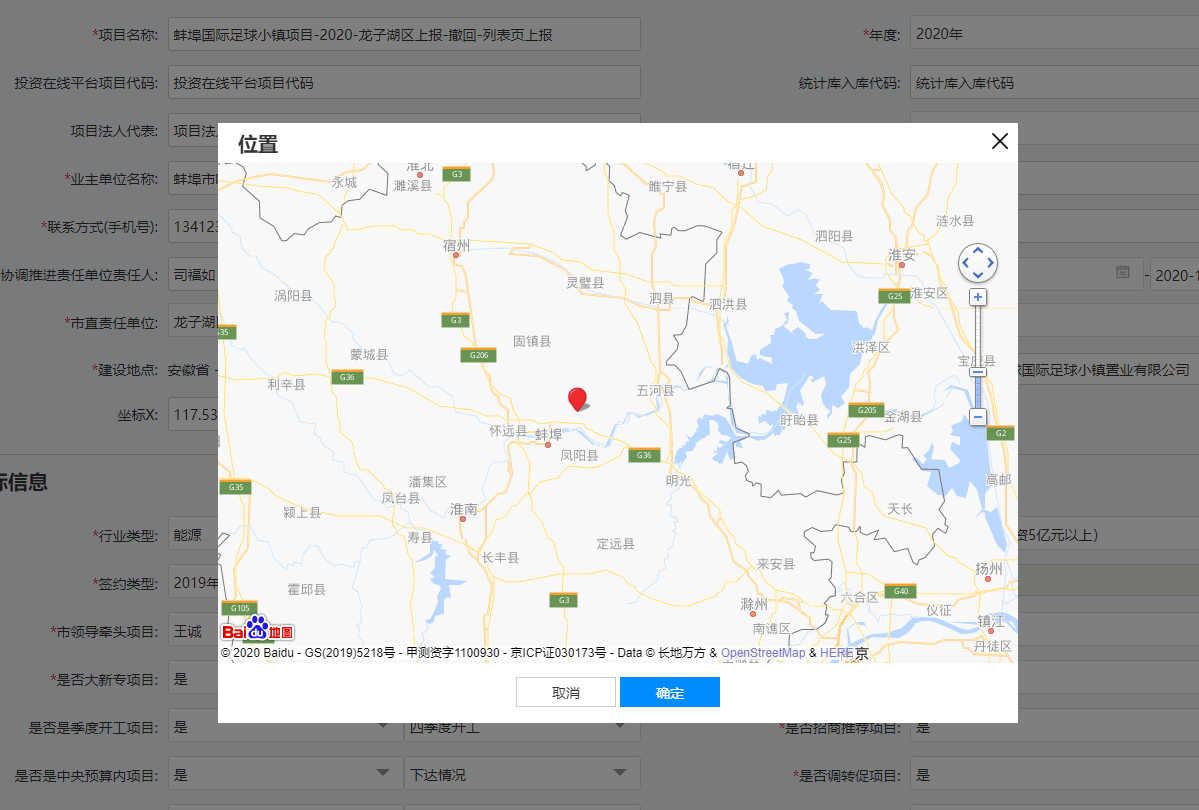 *项目名称: 蚌埠国际足球小镇项目-2020-龙子湖区上报-撤回-列表页上报 *年度: 2020年
投资在线平台项目代码: 投资在线平台项目代码 统计库入库代码: 统计库入库代码
项目法人代表: 项目法
位置
*业主单位名称: 蚌埠市
*联系方式(手机号): 134123
协调推进责任单位责任人: 司福如 - 2020-1
*市直责任单位: 龙子湖
*建设地点: 安徽省 - 国际足球小镇置业有限公司
坐标X: 117.53
标信息
*行业类型: 能源 资5亿元以上)
*签约类型: 2019年
*市领导牵头项目: 王诚
*是否大新专项目: 是
是否是季度开工项目: 是 四季度开工 *是否招商推荐项目: 是
是否是中央预算内项目: 是 下达情况 *是否调转促项目: 是
淮北 宿迁
永城 濉溪县 G3 睢宁县
涟水县
泗阳县
宿州 淮安
灵璧县
涡阳县 泗县 泗洪县 G25 淮安区
G35 G3
固镇县 洪泽区
蒙城县 G206 宝应县
利辛县 G36
五河县
G205 金湖县
盱眙县
怀远县 蚌埠 G25 G2
凤阳县 G36
潘集区 明光 高邮
G35 凤台县
颍上县 淮南 天长
寿县 定远县
长丰县 来安县 扬州
霍邱县 G3 G40
六合区
G105 滁州 仪征
南谯区 镇江
丹徒区
Bai du 地图
© 2020 Baidu - GS(2019)5218号 - 甲测资字1100930 - 京ICP证030173号 - Data © 长地万方 & OpenStreetMap & HERE 京
取消 确定